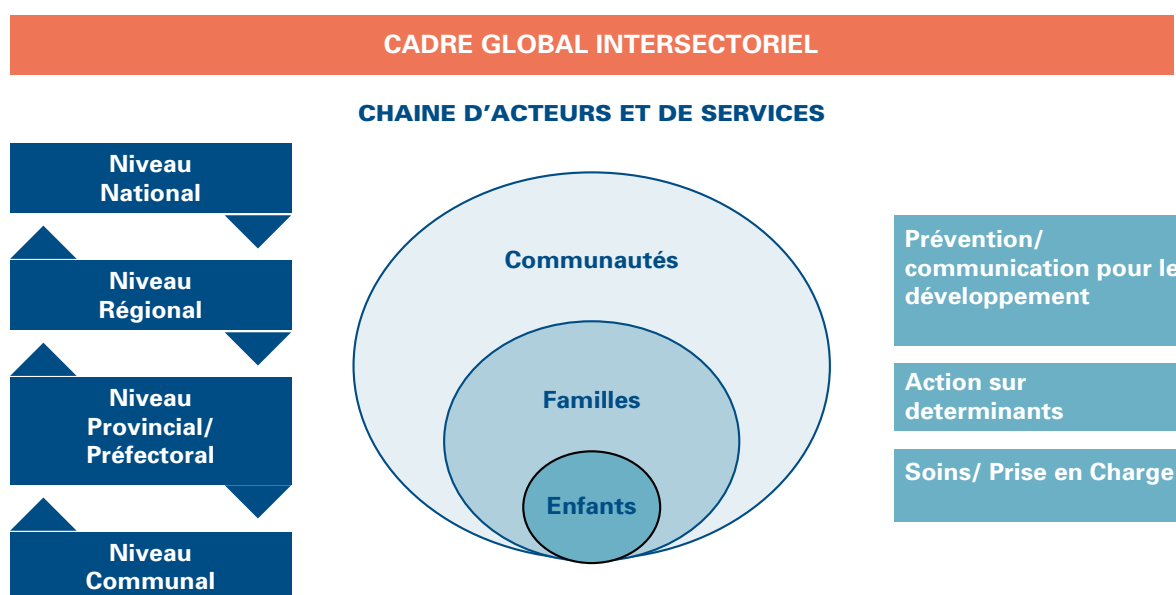 CADRE GLOBAL INTERSECTORIEL
CHAINE D'ACTEURS ET DE SERVICES
Niveau
National
Niveau
Régional
Niveau
Provincial/
Préfectoral
Niveau
Communal
Communautés
Familles
Enfants
Prévention/
communication pour le
développement
Action sur
determinants
Soins/ Prise en Charge